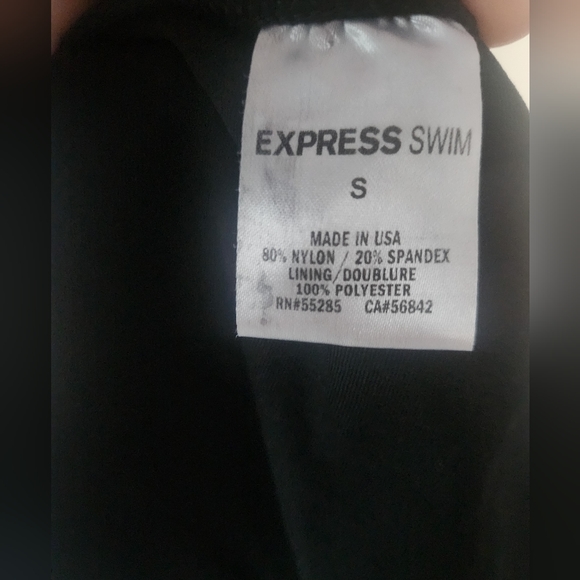 EXPRESS SWIM
S
MADE IN USA
80% NYLON / 20% SPANDEX
LINING/DOUBLURE
100% POLYESTER
RN#55285 CA#56842